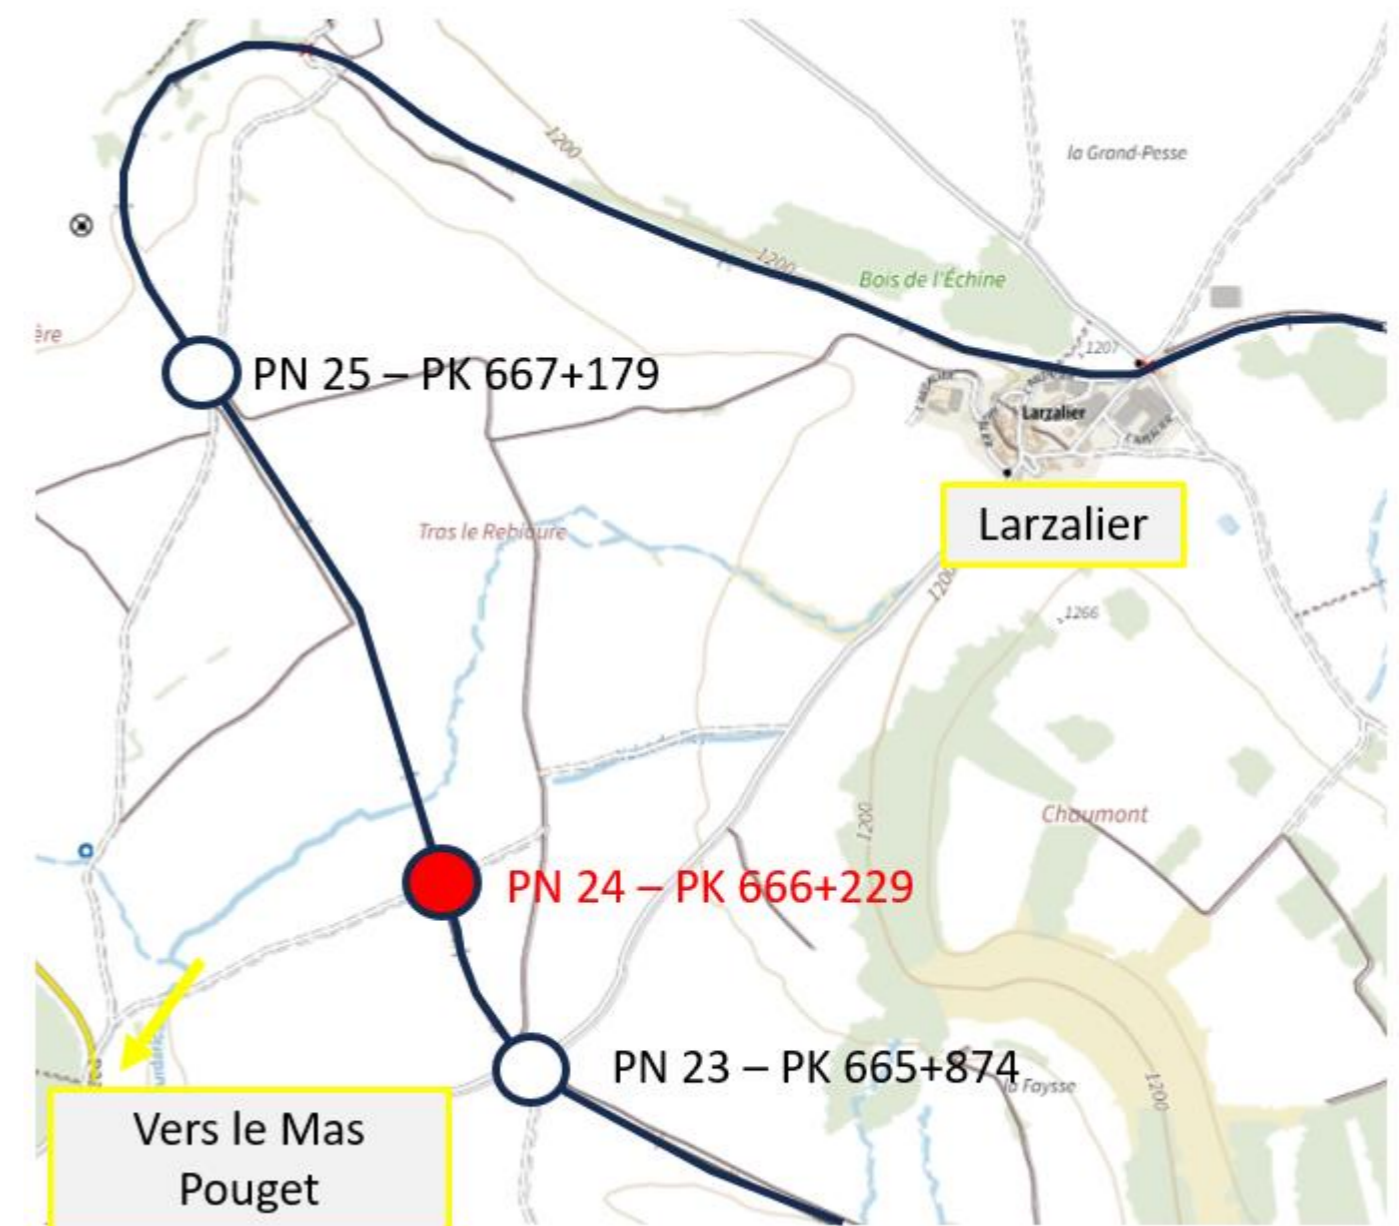 1200
la Grand-Pesse
1200
Bois de l'Échine
ère
1207
PN 25 – PK 667+179
Larzalier
Tras le Rebioure
Larzalier
1200
1266
Chaumont
1200
PN 24 – PK 666+229
PN 23 – PK 665+874
la Faysse
1200
Vers le Mas
Pouget